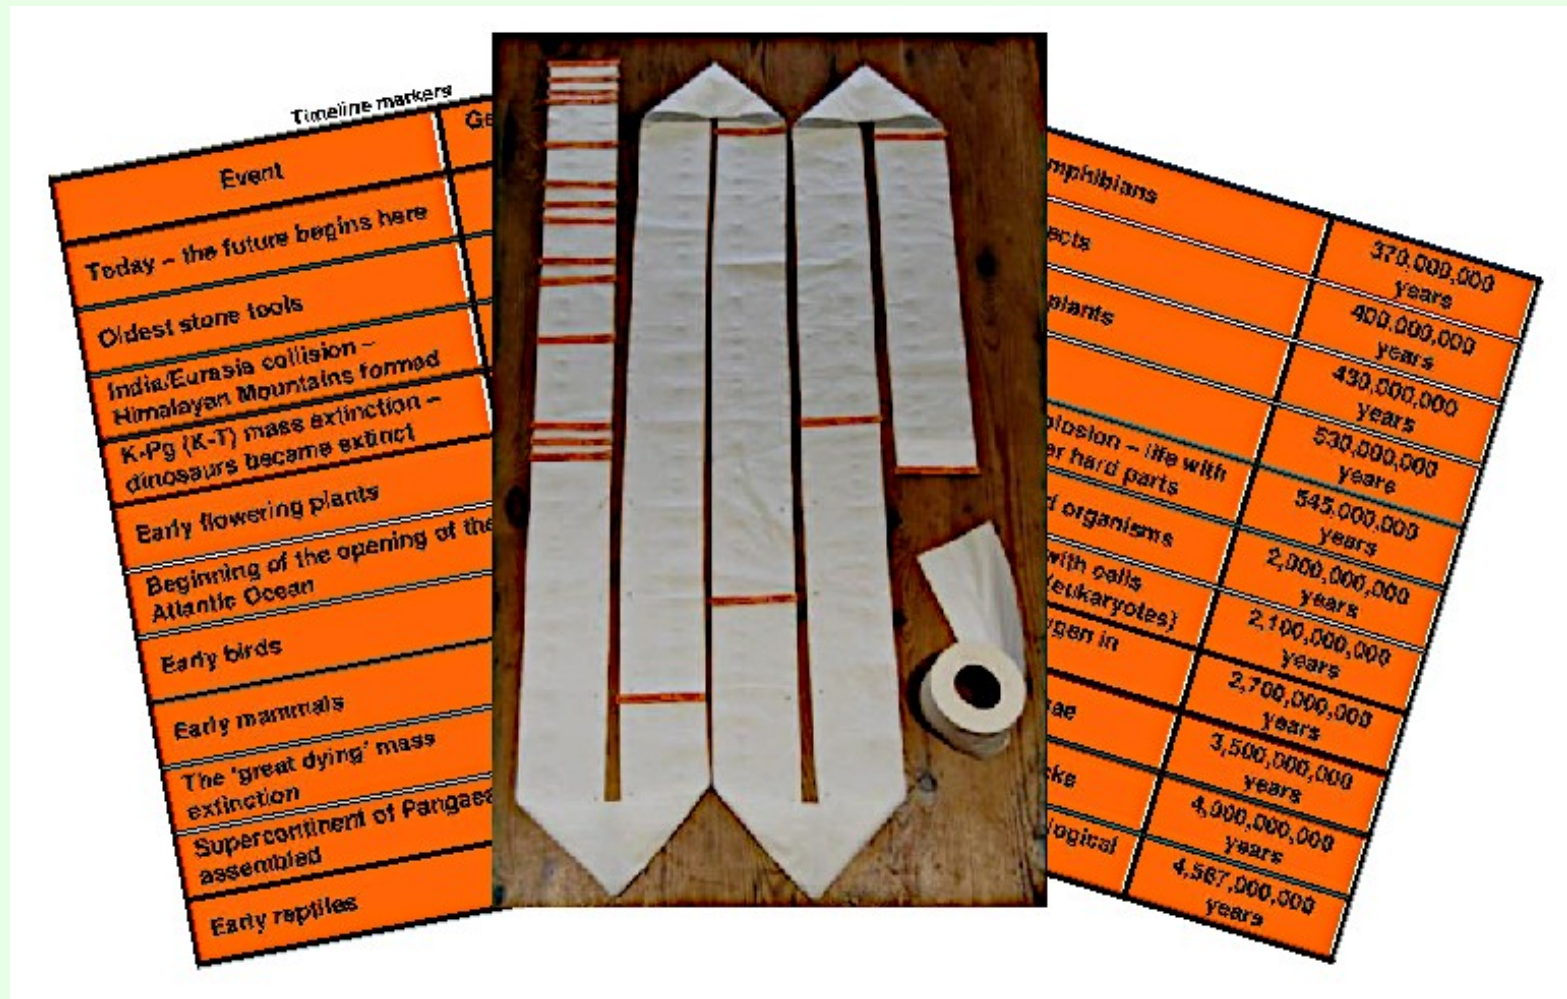 Timeline markers
Event
Today – the future begins here
Oldest stone tools
India/Eurasia collision –
Himalayan Mountains formed
K-Pg (K-T) mass extinction –
dinosaurs became extinct
Early flowering plants
Beginning of the opening of the
Atlantic Ocean
Early birds
Early mammals
The 'great dying' mass
extinction
Supercontinent of Pangaea
assembled
Early reptiles
Ge
mphibians
370,000,000
years
ects
400,000,000
years
plants
430,000,000
years
530,000,000
years
plosion – life with
er hard parts
545,000,000
years
d organisms
2,000,000,000
years
with cells
(eukaryotes)
2,100,000,000
years
ygen in
2,700,000,000
years
ae
3,500,000,000
years
cks
4,000,000,000
years
logical
4,567,000,000
years